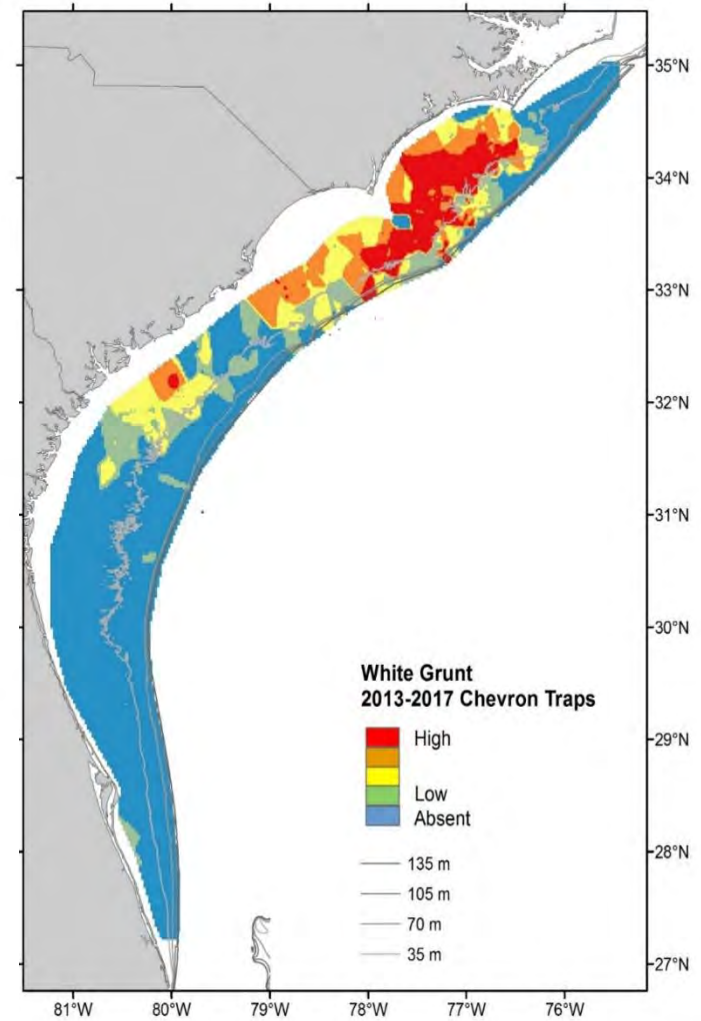 35°N
34°N
33°N
32°N
31°N
30°N
White Grunt
2013-2017 Chevron Traps
29°N
High
Low
Absent
28°N
135 m
105 m
70 m
35 m
27°N
81°W 80°W 79°W 78°W 77°W 76°W